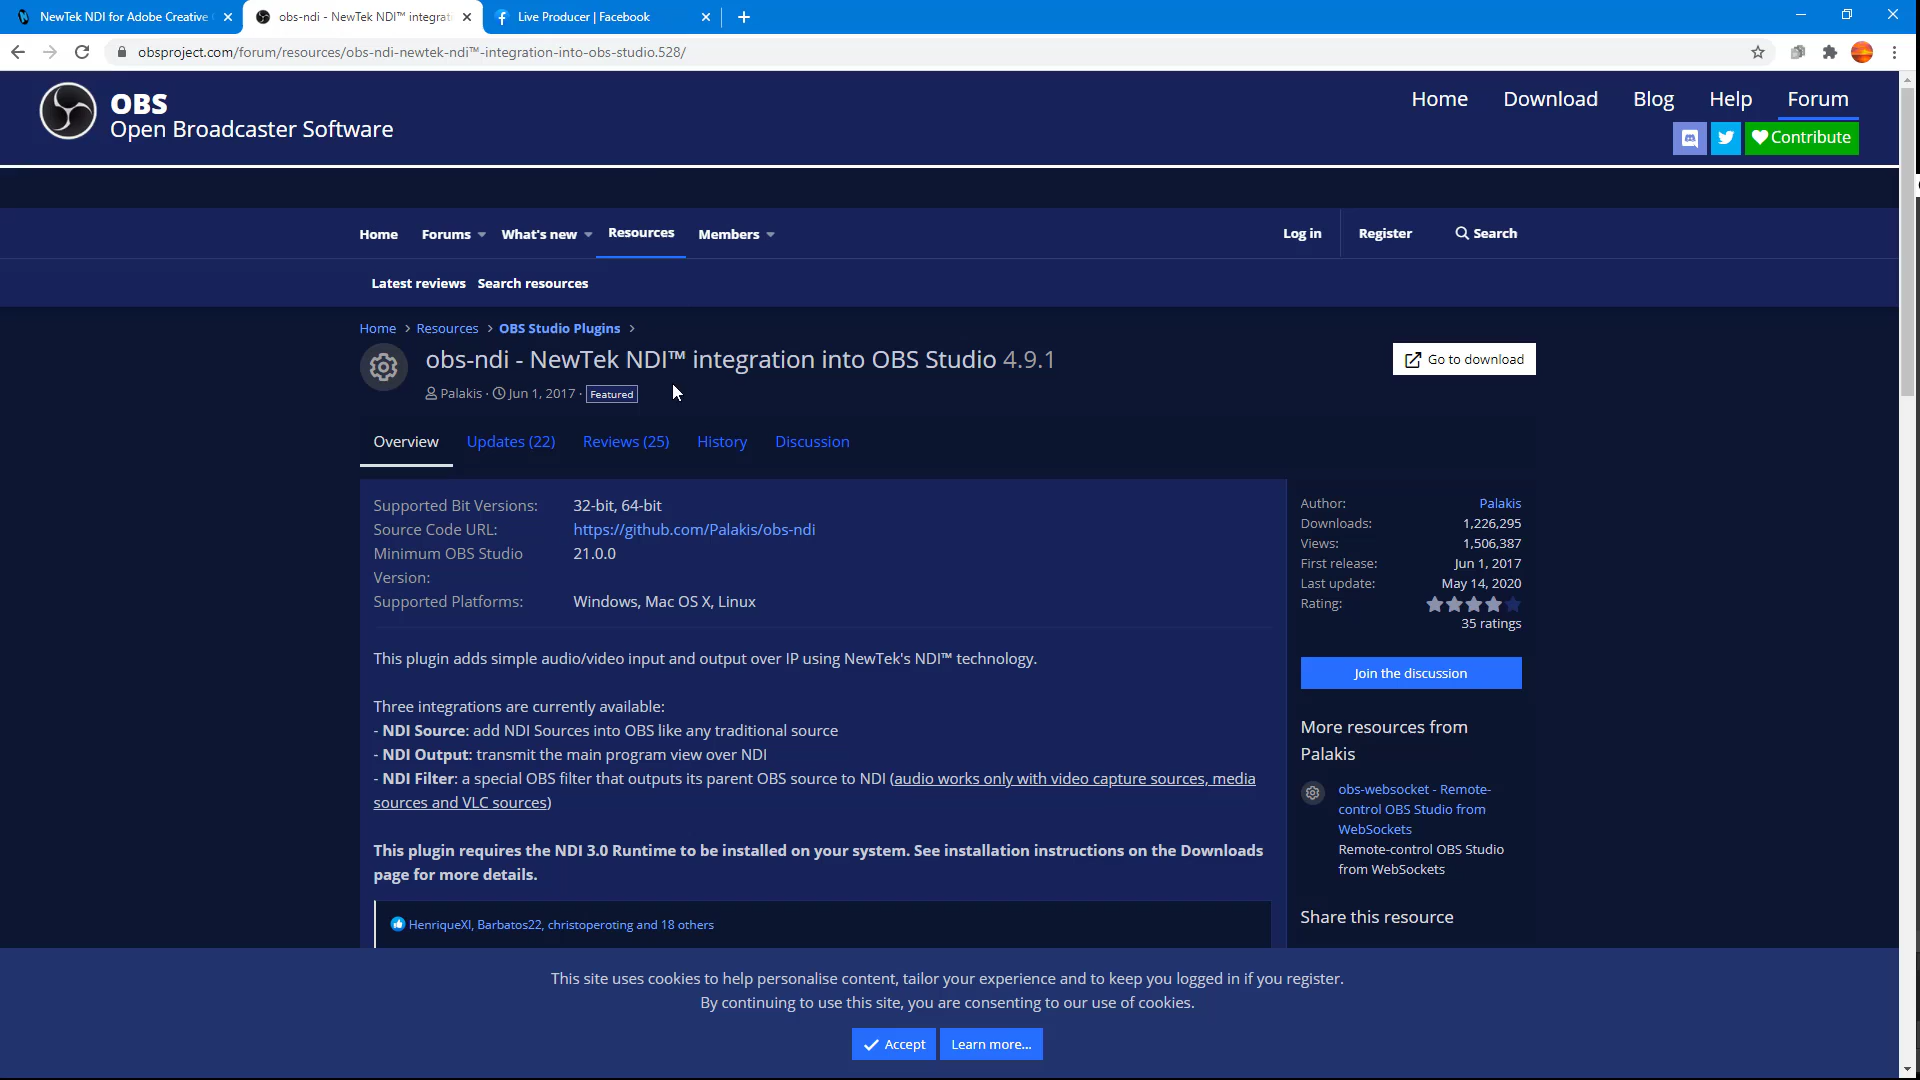 NewTek NDI for Adobe Creative
obs-ndi - NewTek NDI™ integrat
Live Producer | Facebook
obsproject.com/forum/resources/obs-ndi-newtek-ndi™-integration-into-obs-studio.528/
OBS
Open Broadcaster Software
Home Download Blog Help Forum
Contribute
Home Forums What's new Resources Members
Log in Register Search
Latest reviews Search resources
Home > Resources > OBS Studio Plugins >
obs-ndi - NewTek NDI™ integration into OBS Studio 4.9.1
Go to download
Palakis · Jun 1, 2017 · Featured
Overview Updates (22) Reviews (25) History Discussion
Supported Bit Versions: 32-bit, 64-bit
Source Code URL: https://github.com/Palakis/obs-ndi
Minimum OBS Studio 21.0.0
Version:
Supported Platforms: Windows, Mac OS X, Linux
This plugin adds simple audio/video input and output over IP using NewTek's NDI™ technology.
Three integrations are currently available:
- NDI Source: add NDI Sources into OBS like any traditional source
- NDI Output: transmit the main program view over NDI
- NDI Filter: a special OBS filter that outputs its parent OBS source to NDI (audio works only with video capture sources, media
sources and VLC sources)
This plugin requires the NDI 3.0 Runtime to be installed on your system. See installation instructions on the Downloads
page for more details.
HenriqueXI, Barbatos22, christoperoting and 18 others
Author: Palakis
Downloads: 1,226,295
Views: 1,506,387
First release: Jun 1, 2017
Last update: May 14, 2020
Rating:
35 ratings
Join the discussion
More resources from
Palakis
obs-websocket - Remote-
control OBS Studio from
WebSockets
Remote-control OBS Studio
from WebSockets
Share this resource
This site uses cookies to help personalise content, tailor your experience and to keep you logged in if you register.
By continuing to use this site, you are consenting to our use of cookies.
Accept Learn more...